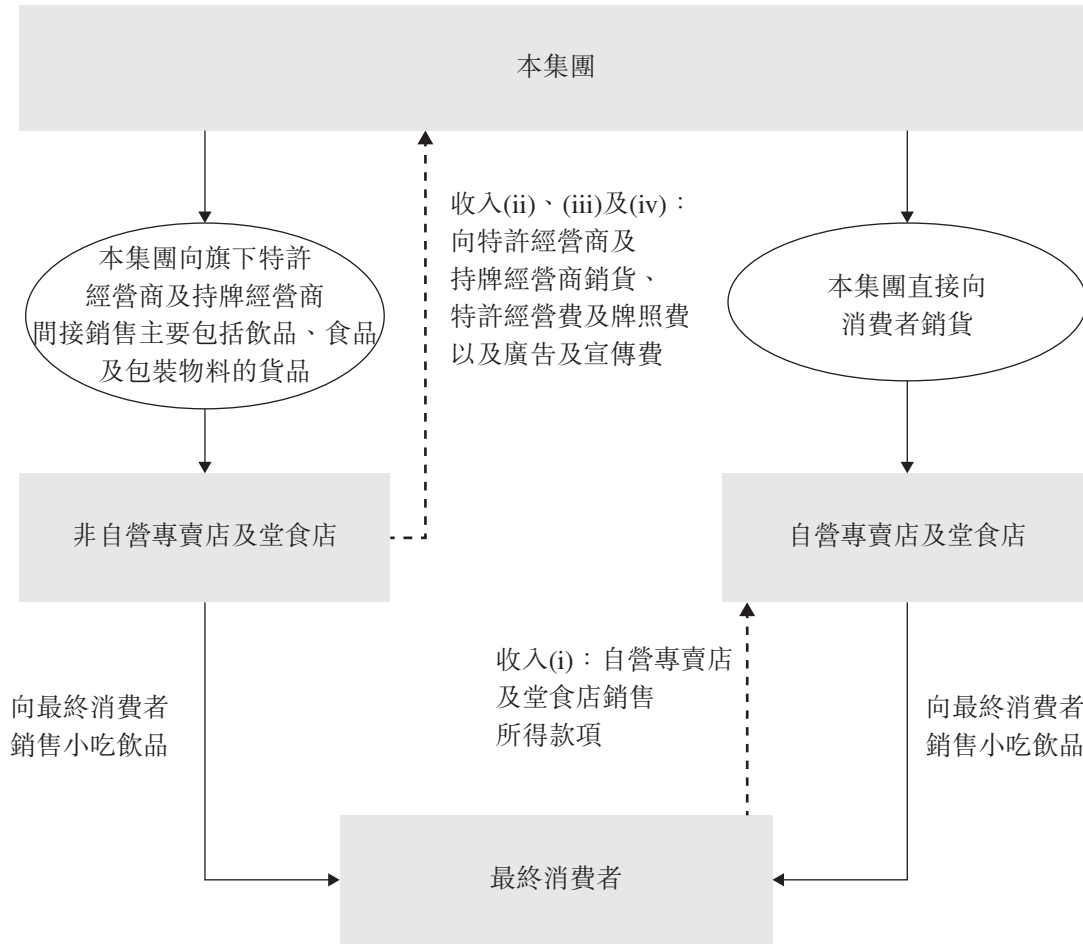 本集團
本集團向旗下特許
經營商及持牌經營商
間接銷售主要包括飲品、食品
及包裝物料的貨品
收入(ii)、(iii)及(iv)：
向特許經營商及
持牌經營商銷貨、
特許經營費及牌照費
以及廣告及宣傳費
本集團直接向
消費者銷貨
非自營專賣店及堂食店
自營專賣店及堂食店
向最終消費者
銷售小吃飲品
收入(i)：自營專賣店
及堂食店銷售
所得款項
向最終消費者
銷售小吃飲品
最終消費者